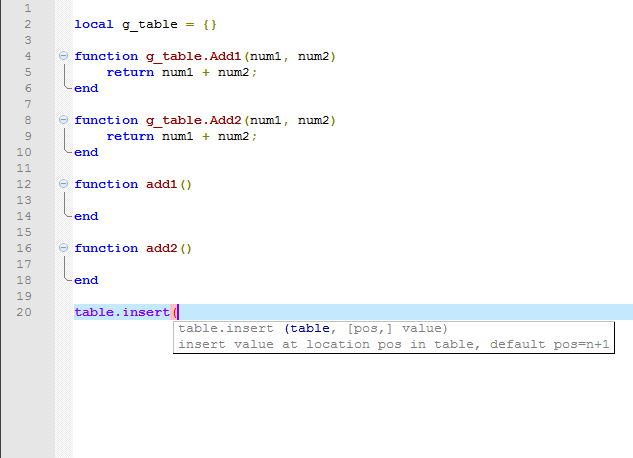 1
2 local g_table = {}
3
4 function g_table.Add1(num1, num2)
5 return num1 + num2;
6 end
7
8 function g_table.Add2(num1, num2)
9 return num1 + num2;
10 end
11
12 function add1()
13
14 end
15
16 function add2()
17
18 end
19
20 table.insert(
table.insert (table, [pos,] value)
insert value at location pos in table, default pos=n+1